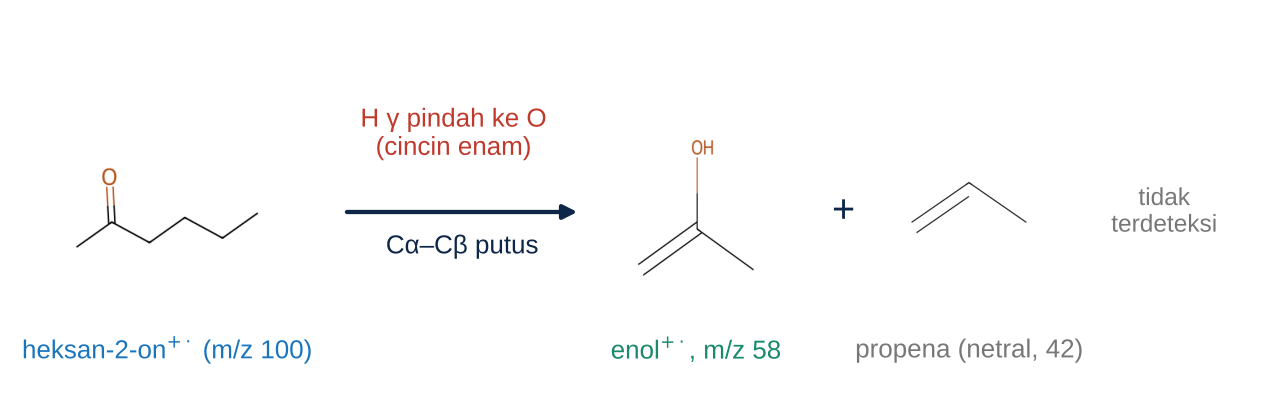 H γ pindah ke O
(cincin enam)
O
OH
Cα–Cβ putus
+
tidak
terdeteksi
heksan-2-on⁺˙ (m/z 100)
enol⁺˙, m/z 58
propena (netral, 42)